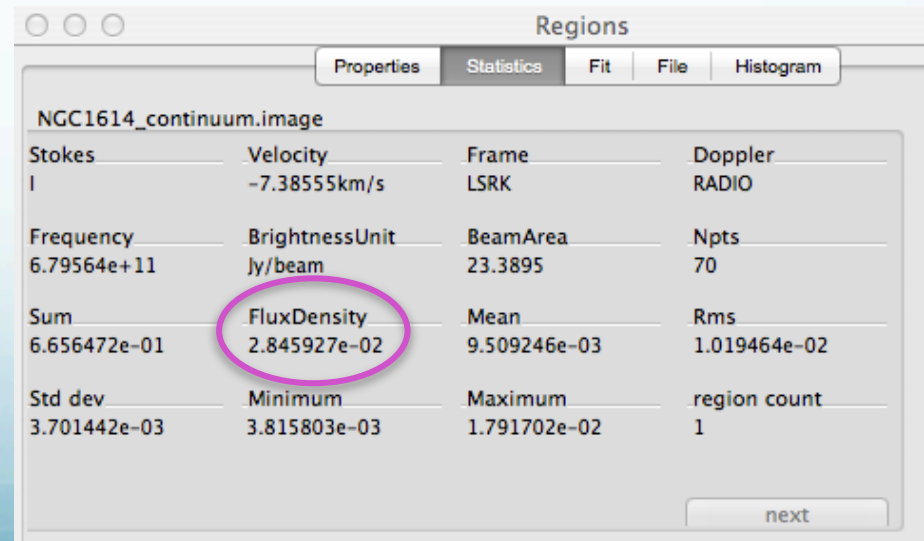 Regions
Properties Statistics Fit File Histogram
NGC1614_continuum.image
Stokes Velocity Frame Doppler
I -7.38555km/s LSRK RADIO
Frequency BrightnessUnit BeamArea Npts
6.79564e+11 Jy/beam 23.3895 70
Sum FluxDensity Mean Rms
6.656472e-01 2.845927e-02 9.509246e-03 1.019464e-02
Std dev Minimum Maximum region count
3.701442e-03 3.815803e-03 1.791702e-02 1
next